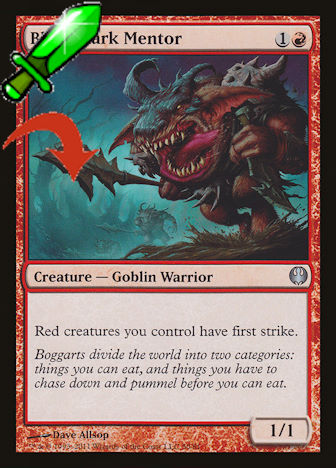 ark Mentor
1
Creature — Goblin Warrior
Red creatures you control have first strike.
Boggarts divide the world into two categories:
things you can eat, and things you have to
chase down and pummel before you can eat.
1/1
Dave Allsop